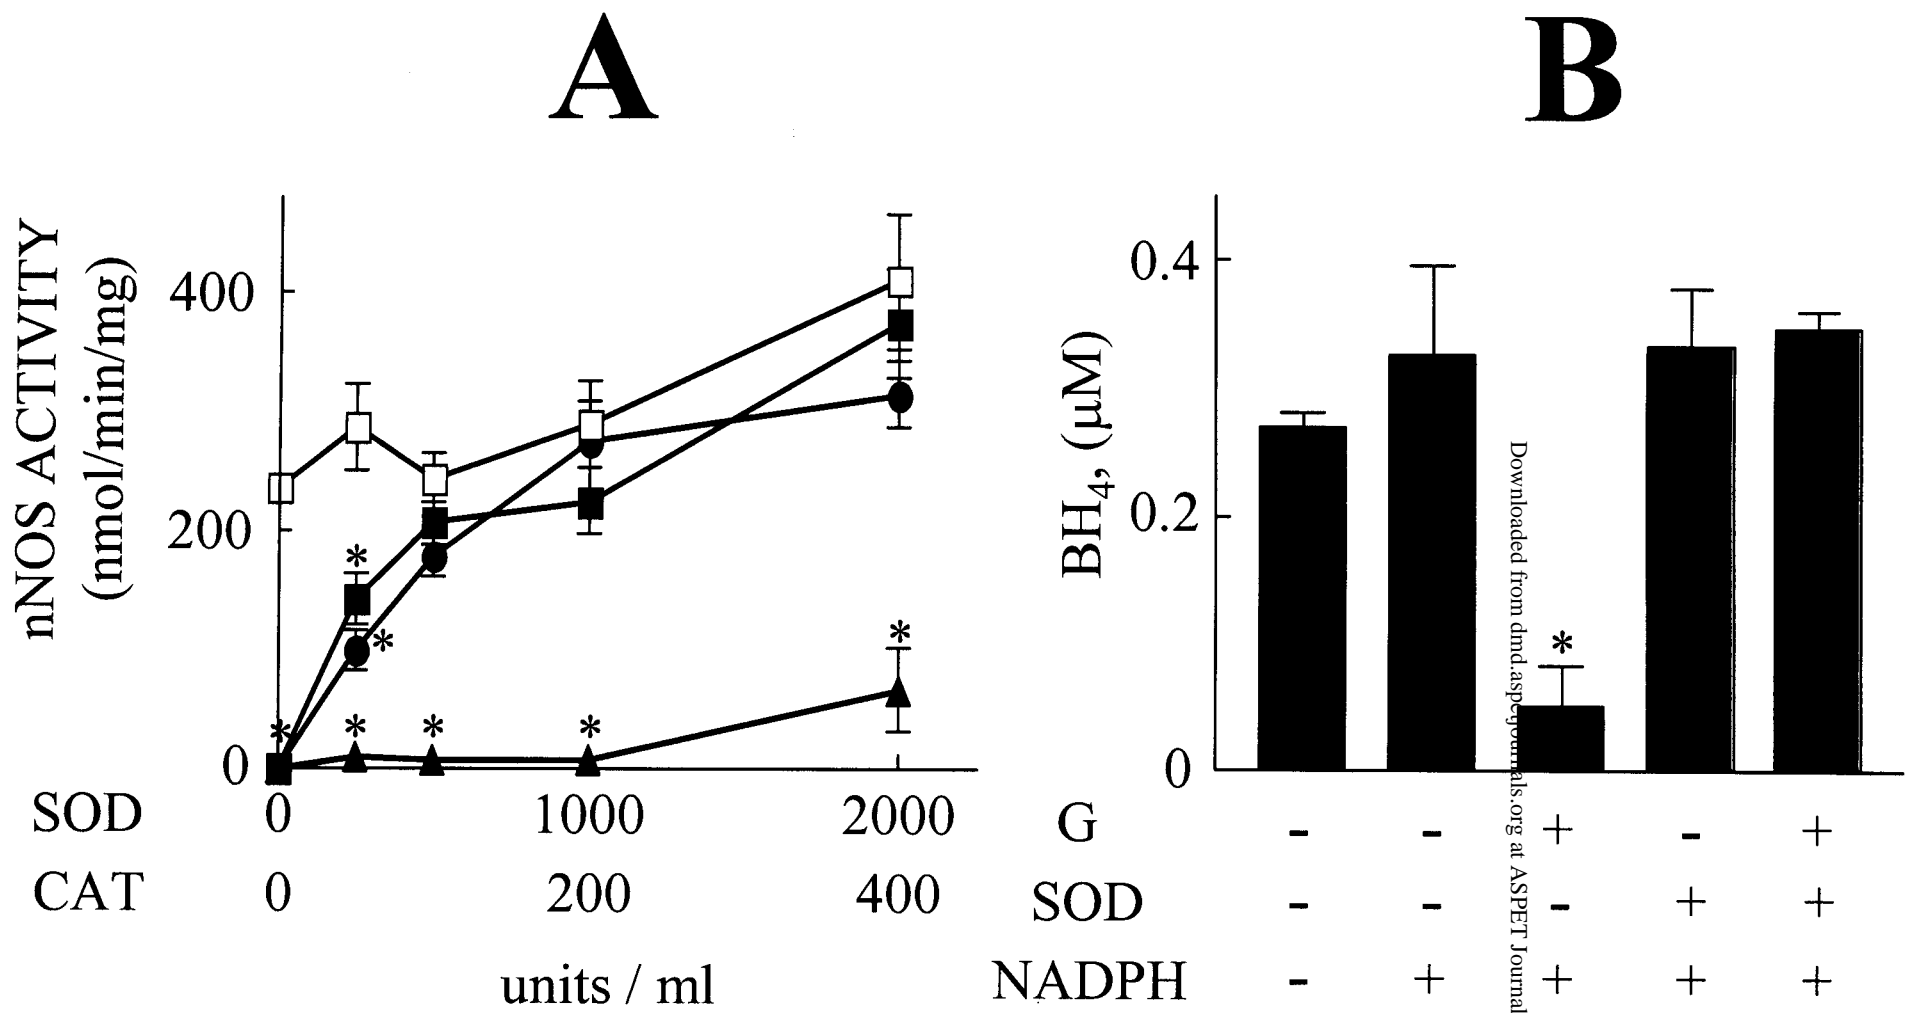 A
B
nNOS ACTIVITY
(nmol/min/mg)
400
200
0
*
*
*
*
*
*
*
SOD 0 1000 2000
CAT 0 200 400
units / ml
BH4, (µM)
0.4
0.2
0
*
G - - + - +
SOD - - - + +
NADPH - + + + +
Downloaded from dmd.aspetjournals.org at ASPET Journal